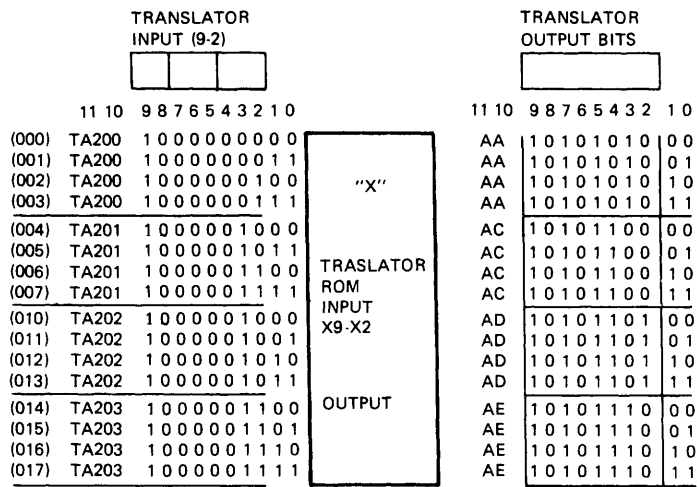 TRANSLATOR
INPUT (9-2)
TRANSLATOR
OUTPUT BITS
11 10 9 8 7 6 5 4 3 2 1 0
11 10 9 8 7 6 5 4 3 2 1 0
(000) TA200 1 0 0 0 0 0 0 0 0 0
(001) TA200 1 0 0 0 0 0 0 0 1 1
(002) TA200 1 0 0 0 0 0 0 1 0 0
(003) TA200 1 0 0 0 0 0 0 1 1 1
(004) TA201 1 0 0 0 0 0 1 0 0 0
(005) TA201 1 0 0 0 0 0 1 0 1 1
(006) TA201 1 0 0 0 0 0 1 1 0 0
(007) TA201 1 0 0 0 0 0 1 1 1 1
(010) TA202 1 0 0 0 0 0 1 0 0 0
(011) TA202 1 0 0 0 0 0 1 0 0 1
(012) TA202 1 0 0 0 0 0 1 0 1 0
(013) TA202 1 0 0 0 0 0 1 0 1 1
(014) TA203 1 0 0 0 0 0 1 1 0 0
(015) TA203 1 0 0 0 0 0 1 1 0 1
(016) TA203 1 0 0 0 0 0 1 1 1 0
(017) TA203 1 0 0 0 0 0 1 1 1 1
"X"
TRASLATOR
ROM
INPUT
X9-X2
OUTPUT
AA 1 0 1 0 1 0 1 0 0 0
AA 1 0 1 0 1 0 1 0 0 1
AA 1 0 1 0 1 0 1 0 1 0
AA 1 0 1 0 1 0 1 0 1 1
AC 1 0 1 0 1 1 0 0 0 0
AC 1 0 1 0 1 1 0 0 0 1
AC 1 0 1 0 1 1 0 0 1 0
AC 1 0 1 0 1 1 0 0 1 1
AD 1 0 1 0 1 1 0 1 0 0
AD 1 0 1 0 1 1 0 1 0 1
AD 1 0 1 0 1 1 0 1 1 0
AD 1 0 1 0 1 1 0 1 1 1
AE 1 0 1 0 1 1 1 0 0 0
AE 1 0 1 0 1 1 1 0 0 1
AE 1 0 1 0 1 1 1 0 1 0
AE 1 0 1 0 1 1 1 0 1 1